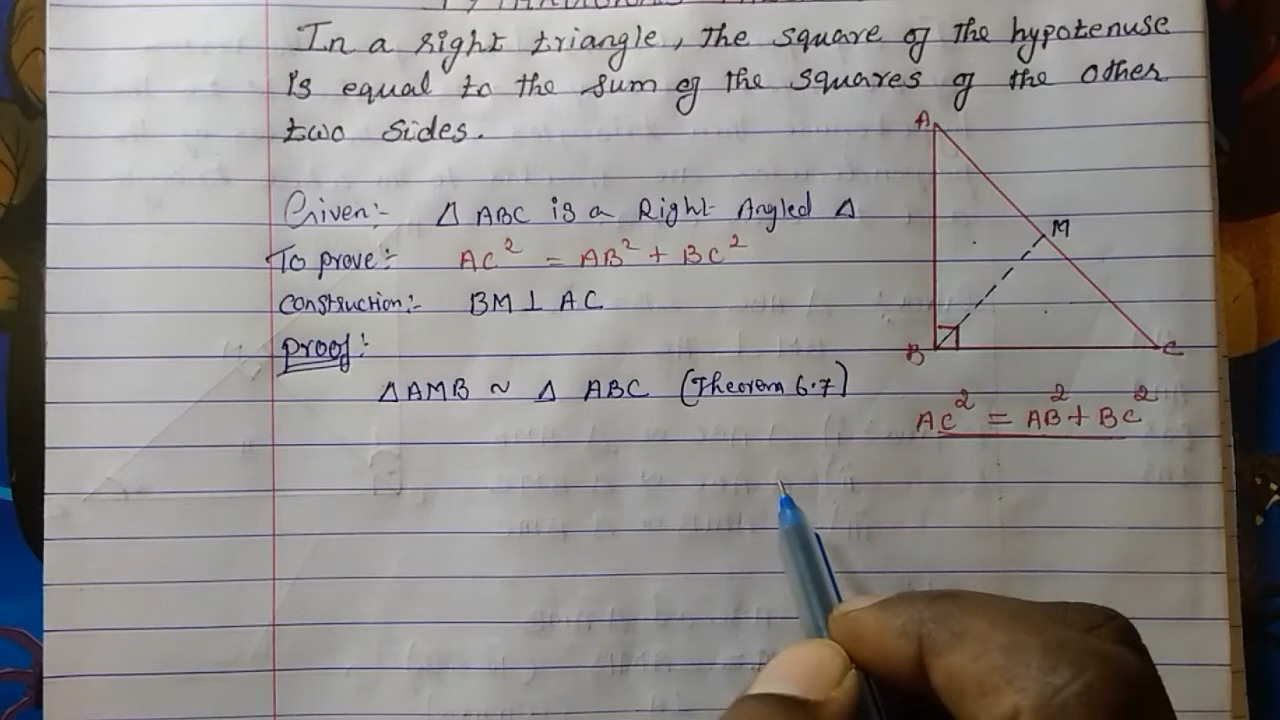 In a right triangle, the square of the hypotenuse
is equal to the sum of the squares of the other
two sides.
A
Given:- Δ ABC is a Right Angled Δ
M
To prove:- AC² = AB² + BC²
Construction:- BM ⊥ AC
Proof:-
B
C
ΔAMB ~ Δ ABC (Theorem 6.7)
AC² = AB² + BC²